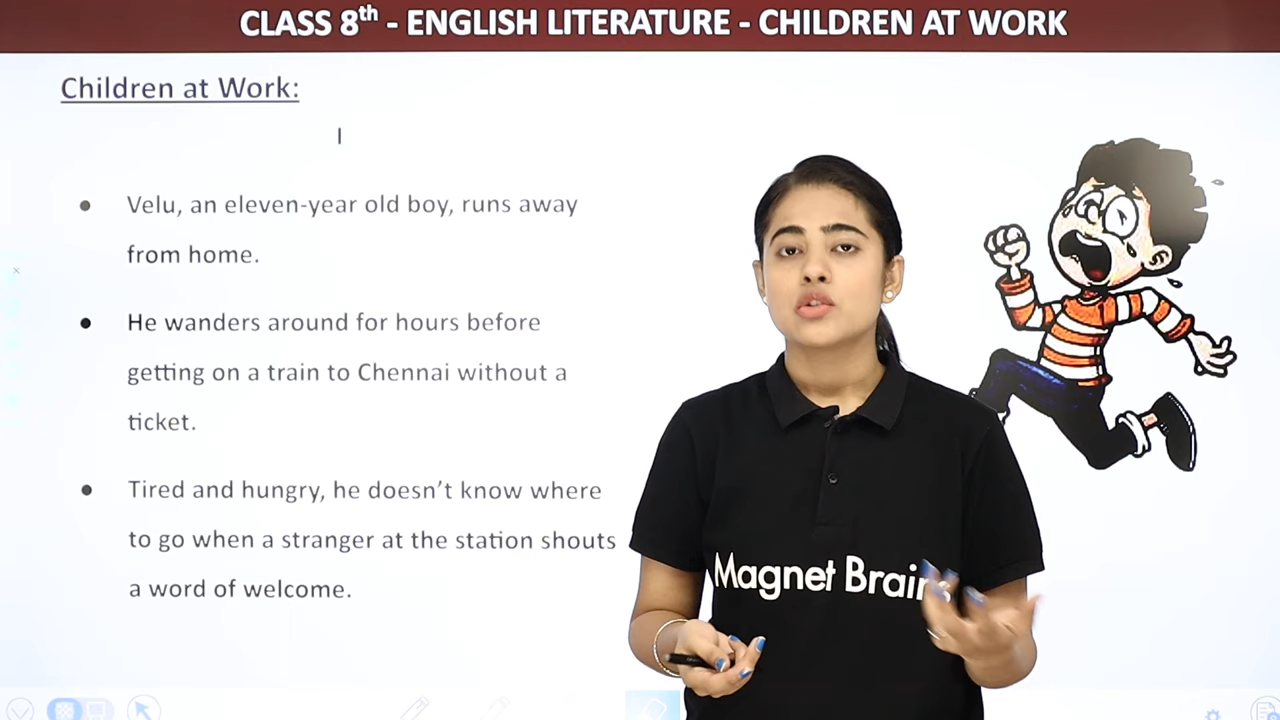 CLASS 8th - ENGLISH LITERATURE - CHILDREN AT WORK
Children at Work:
I
• Velu, an eleven-year old boy, runs away
from home.
• He wanders around for hours before
getting on a train to Chennai without a
ticket.
• Tired and hungry, he doesn’t know where
to go when a stranger at the station shouts
a word of welcome.
Magnet Brain